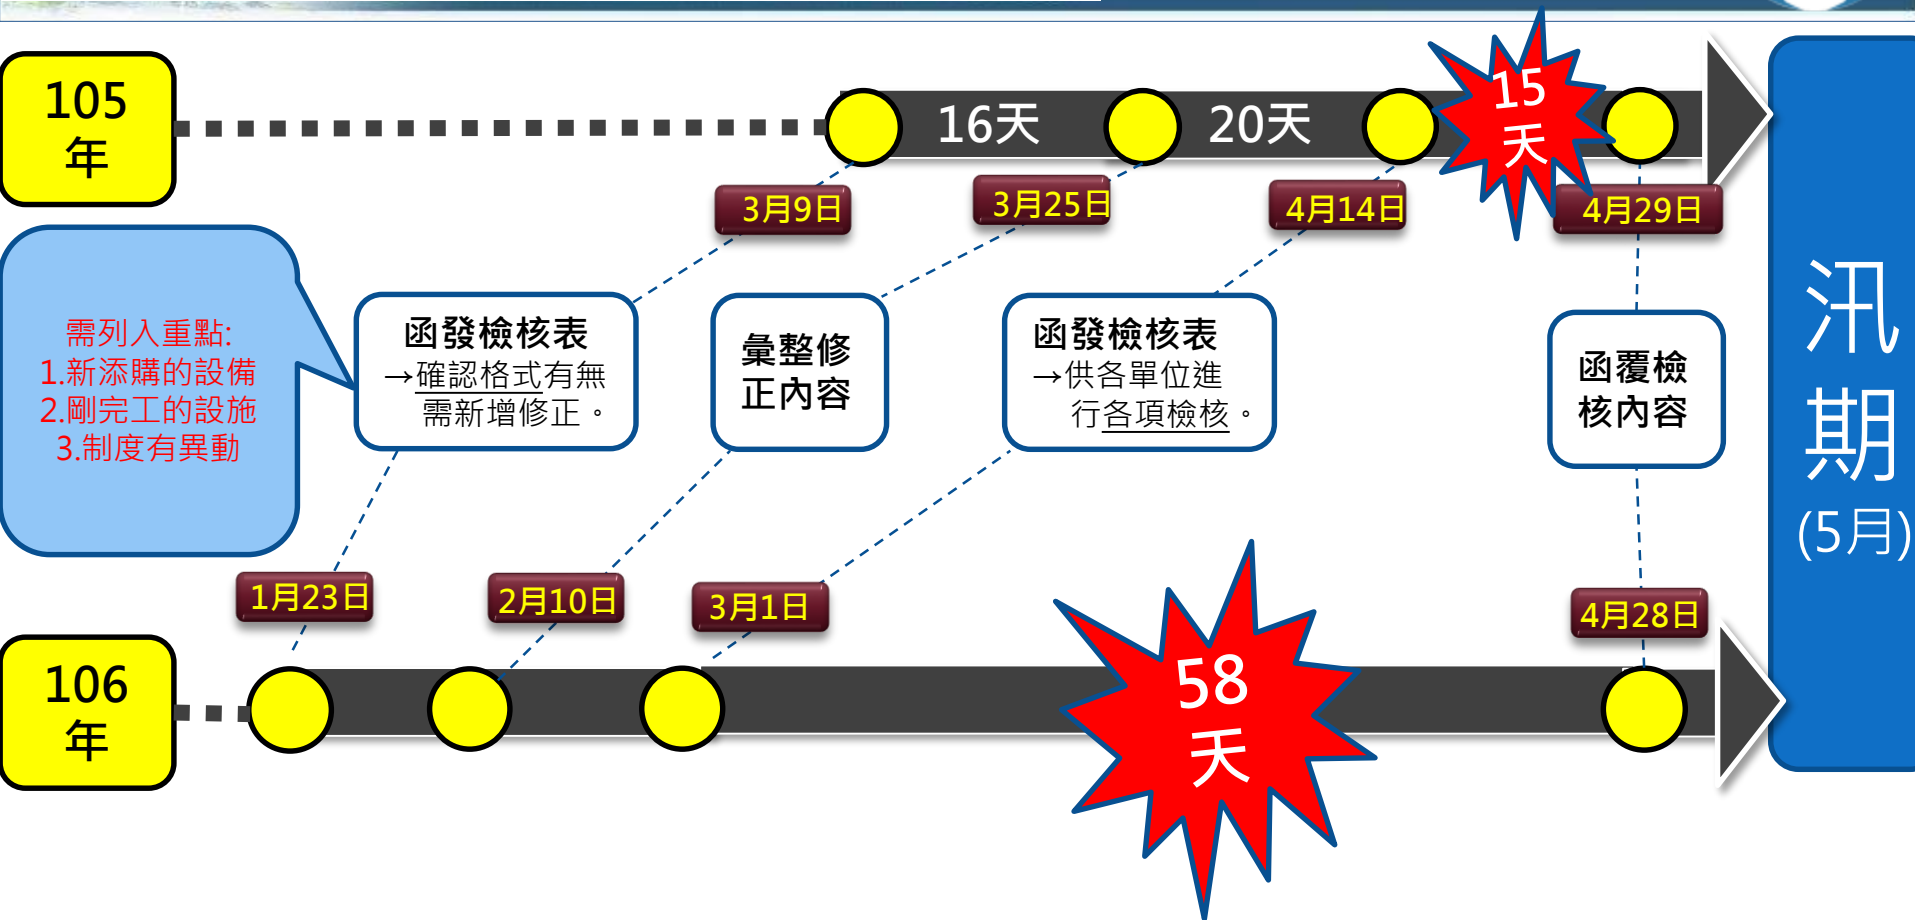 105
年
16天
20天
15
天
3月9日
3月25日
4月14日
4月29日
需列入重點:
1.新添購的設備
2.剛完工的設施
3.制度有異動
函發檢核表
→確認格式有無
需新增修正。
彙整修
正內容
函發檢核表
→供各單位進
行各項檢核。
函覆檢
核內容
汛
期
(5月)
1月23日
2月10日
3月1日
4月28日
106
年
58
天